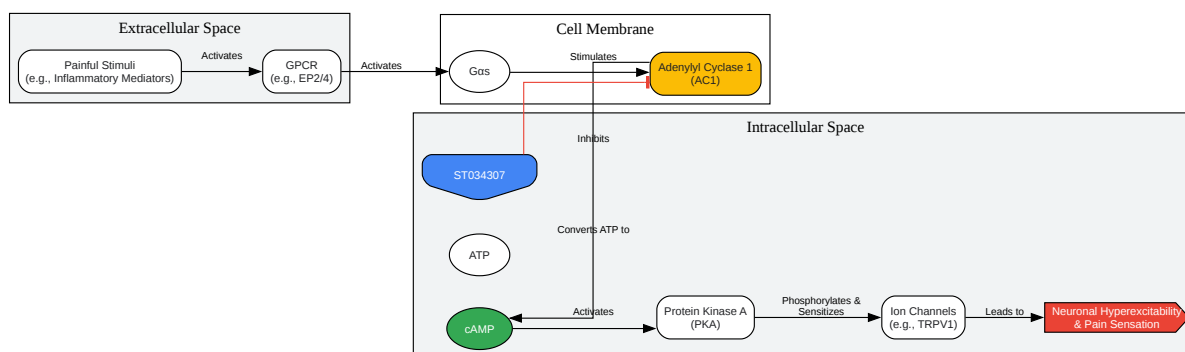 Extracellular Space
Painful Stimuli
(e.g., Inflammatory Mediators)
Activates
GPCR
(e.g., EP2/4)
Activates
Cell Membrane
Gαs
Stimulates
Adenylyl Cyclase 1
(AC1)
Intracellular Space
Inhibits
ST034307
Converts ATP to
ATP
cAMP
Activates
Protein Kinase A
(PKA)
Phosphorylates &
Sensitizes
Ion Channels
(e.g., TRPV1)
Leads to
Neuronal Hyperexcitability
& Pain Sensation